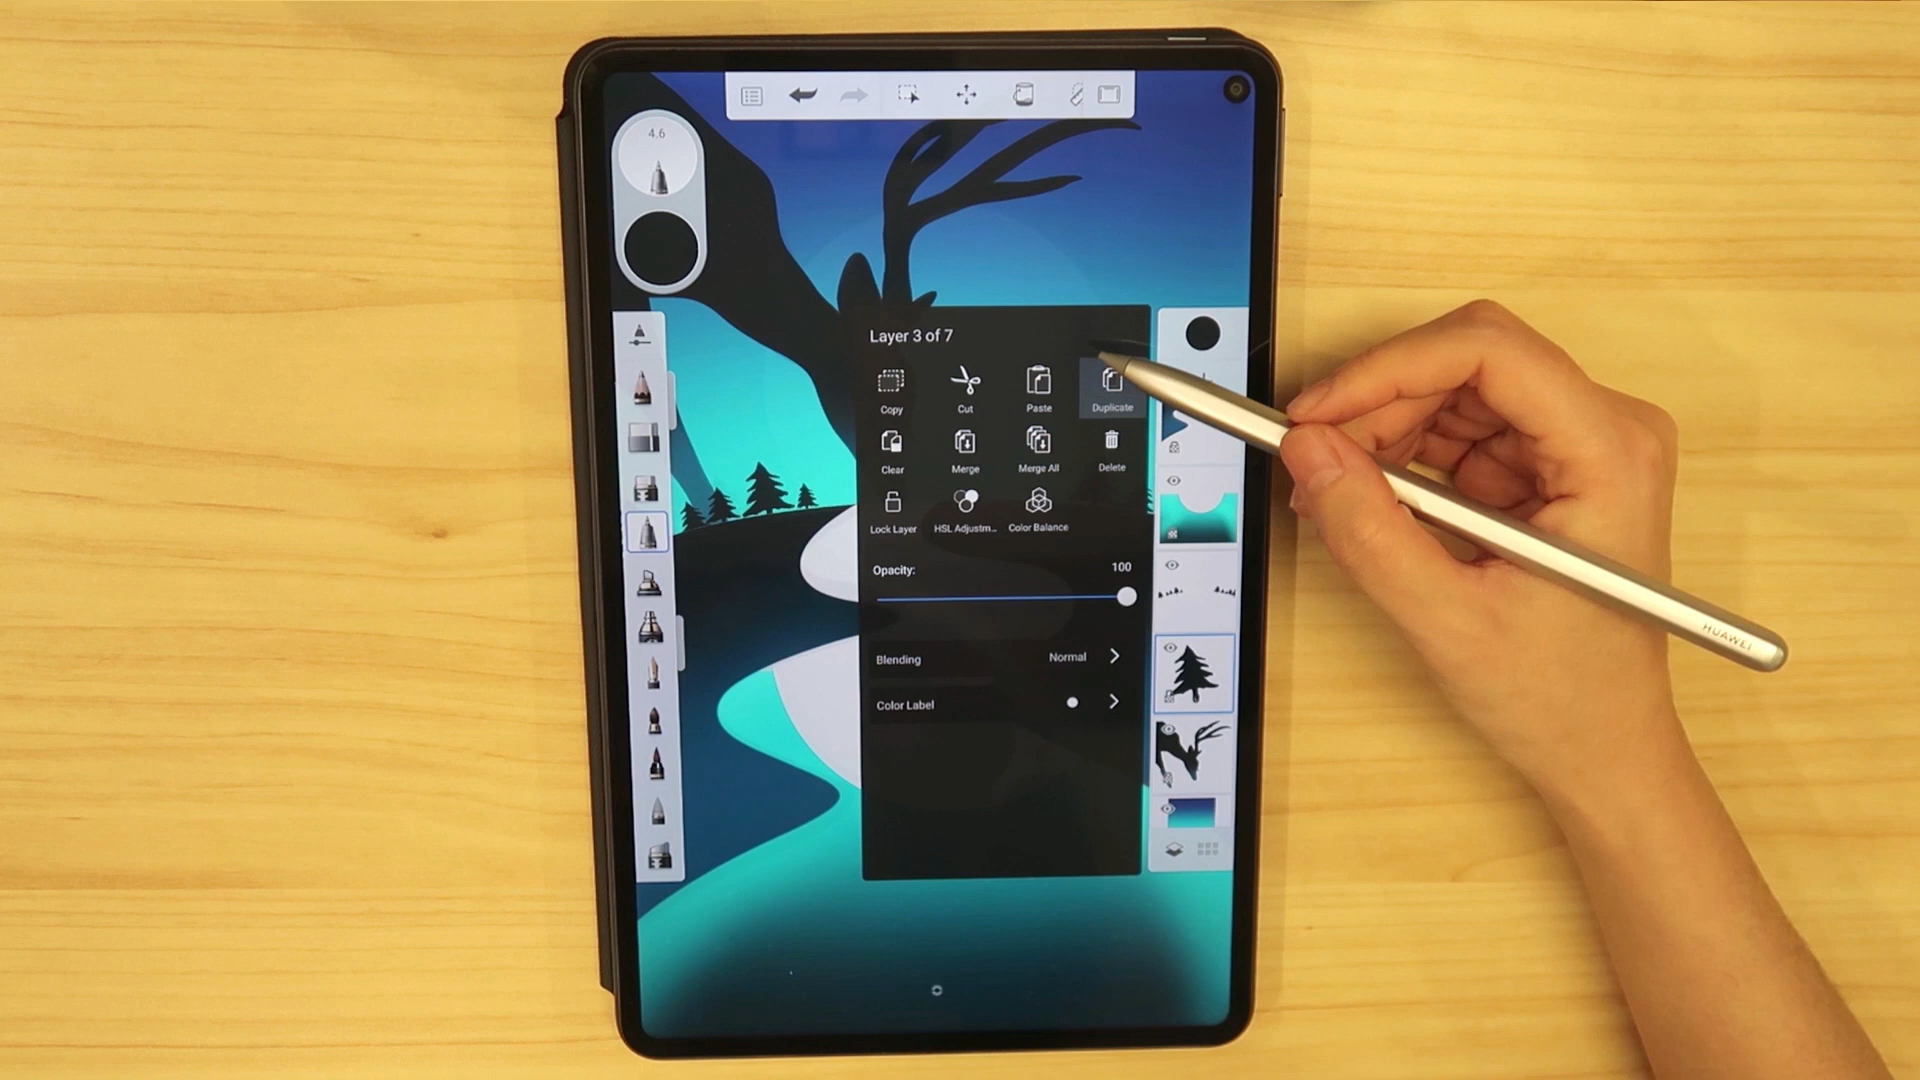 4.6
Layer 3 of 7
Copy
Cut
Paste
Duplicate
Clear
Merge
Merge All
Delete
Lock Layer
HSL Adjustm...
Color Balance
Opacity:
100
Blending
Normal
Color Label
HUAWEI